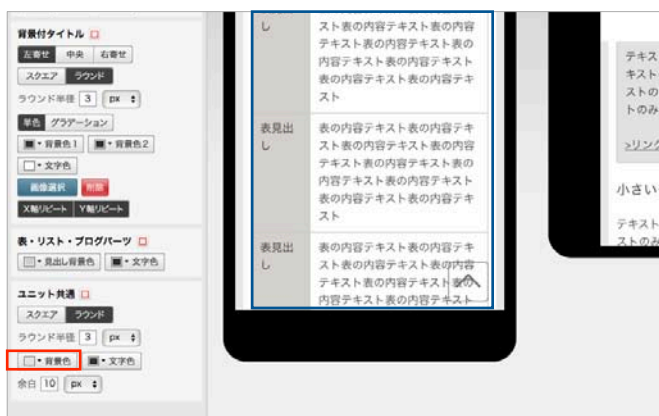 背景付タイトル
左寄せ 中央 右寄せ
スクエア ラウンド
ラウンド半径 3 px
単色 グラデーション
背景色1 背景色2
文字色
画像選択 削除
X軸リピート Y軸リピート
表・リスト・ブログパーツ
見出し背景色 文字色
ユニット共通
スクエア ラウンド
ラウンド半径 3 px
背景色 文字色
余白 10 px
し
スト表の内容テキスト表の内容
テキスト表の内容テキスト表の
内容テキスト表の内容テキスト
表の内容テキスト表の内容テキ
スト
表見出
し
表の内容テキスト表の内容テキ
スト表の内容テキスト表の内容
テキスト表の内容テキスト表の
内容テキスト表の内容テキスト
表の内容テキスト表の内容テキ
スト
表見出
し
表の内容テキスト表の内容テキ
スト表の内容テキスト表の内容
テキスト表の内容テキスト表の
内容テキスト表の内容テキスト
テキス
キスト
ストの
トのみ
>リンク
小さい
テキスト
ストのみ